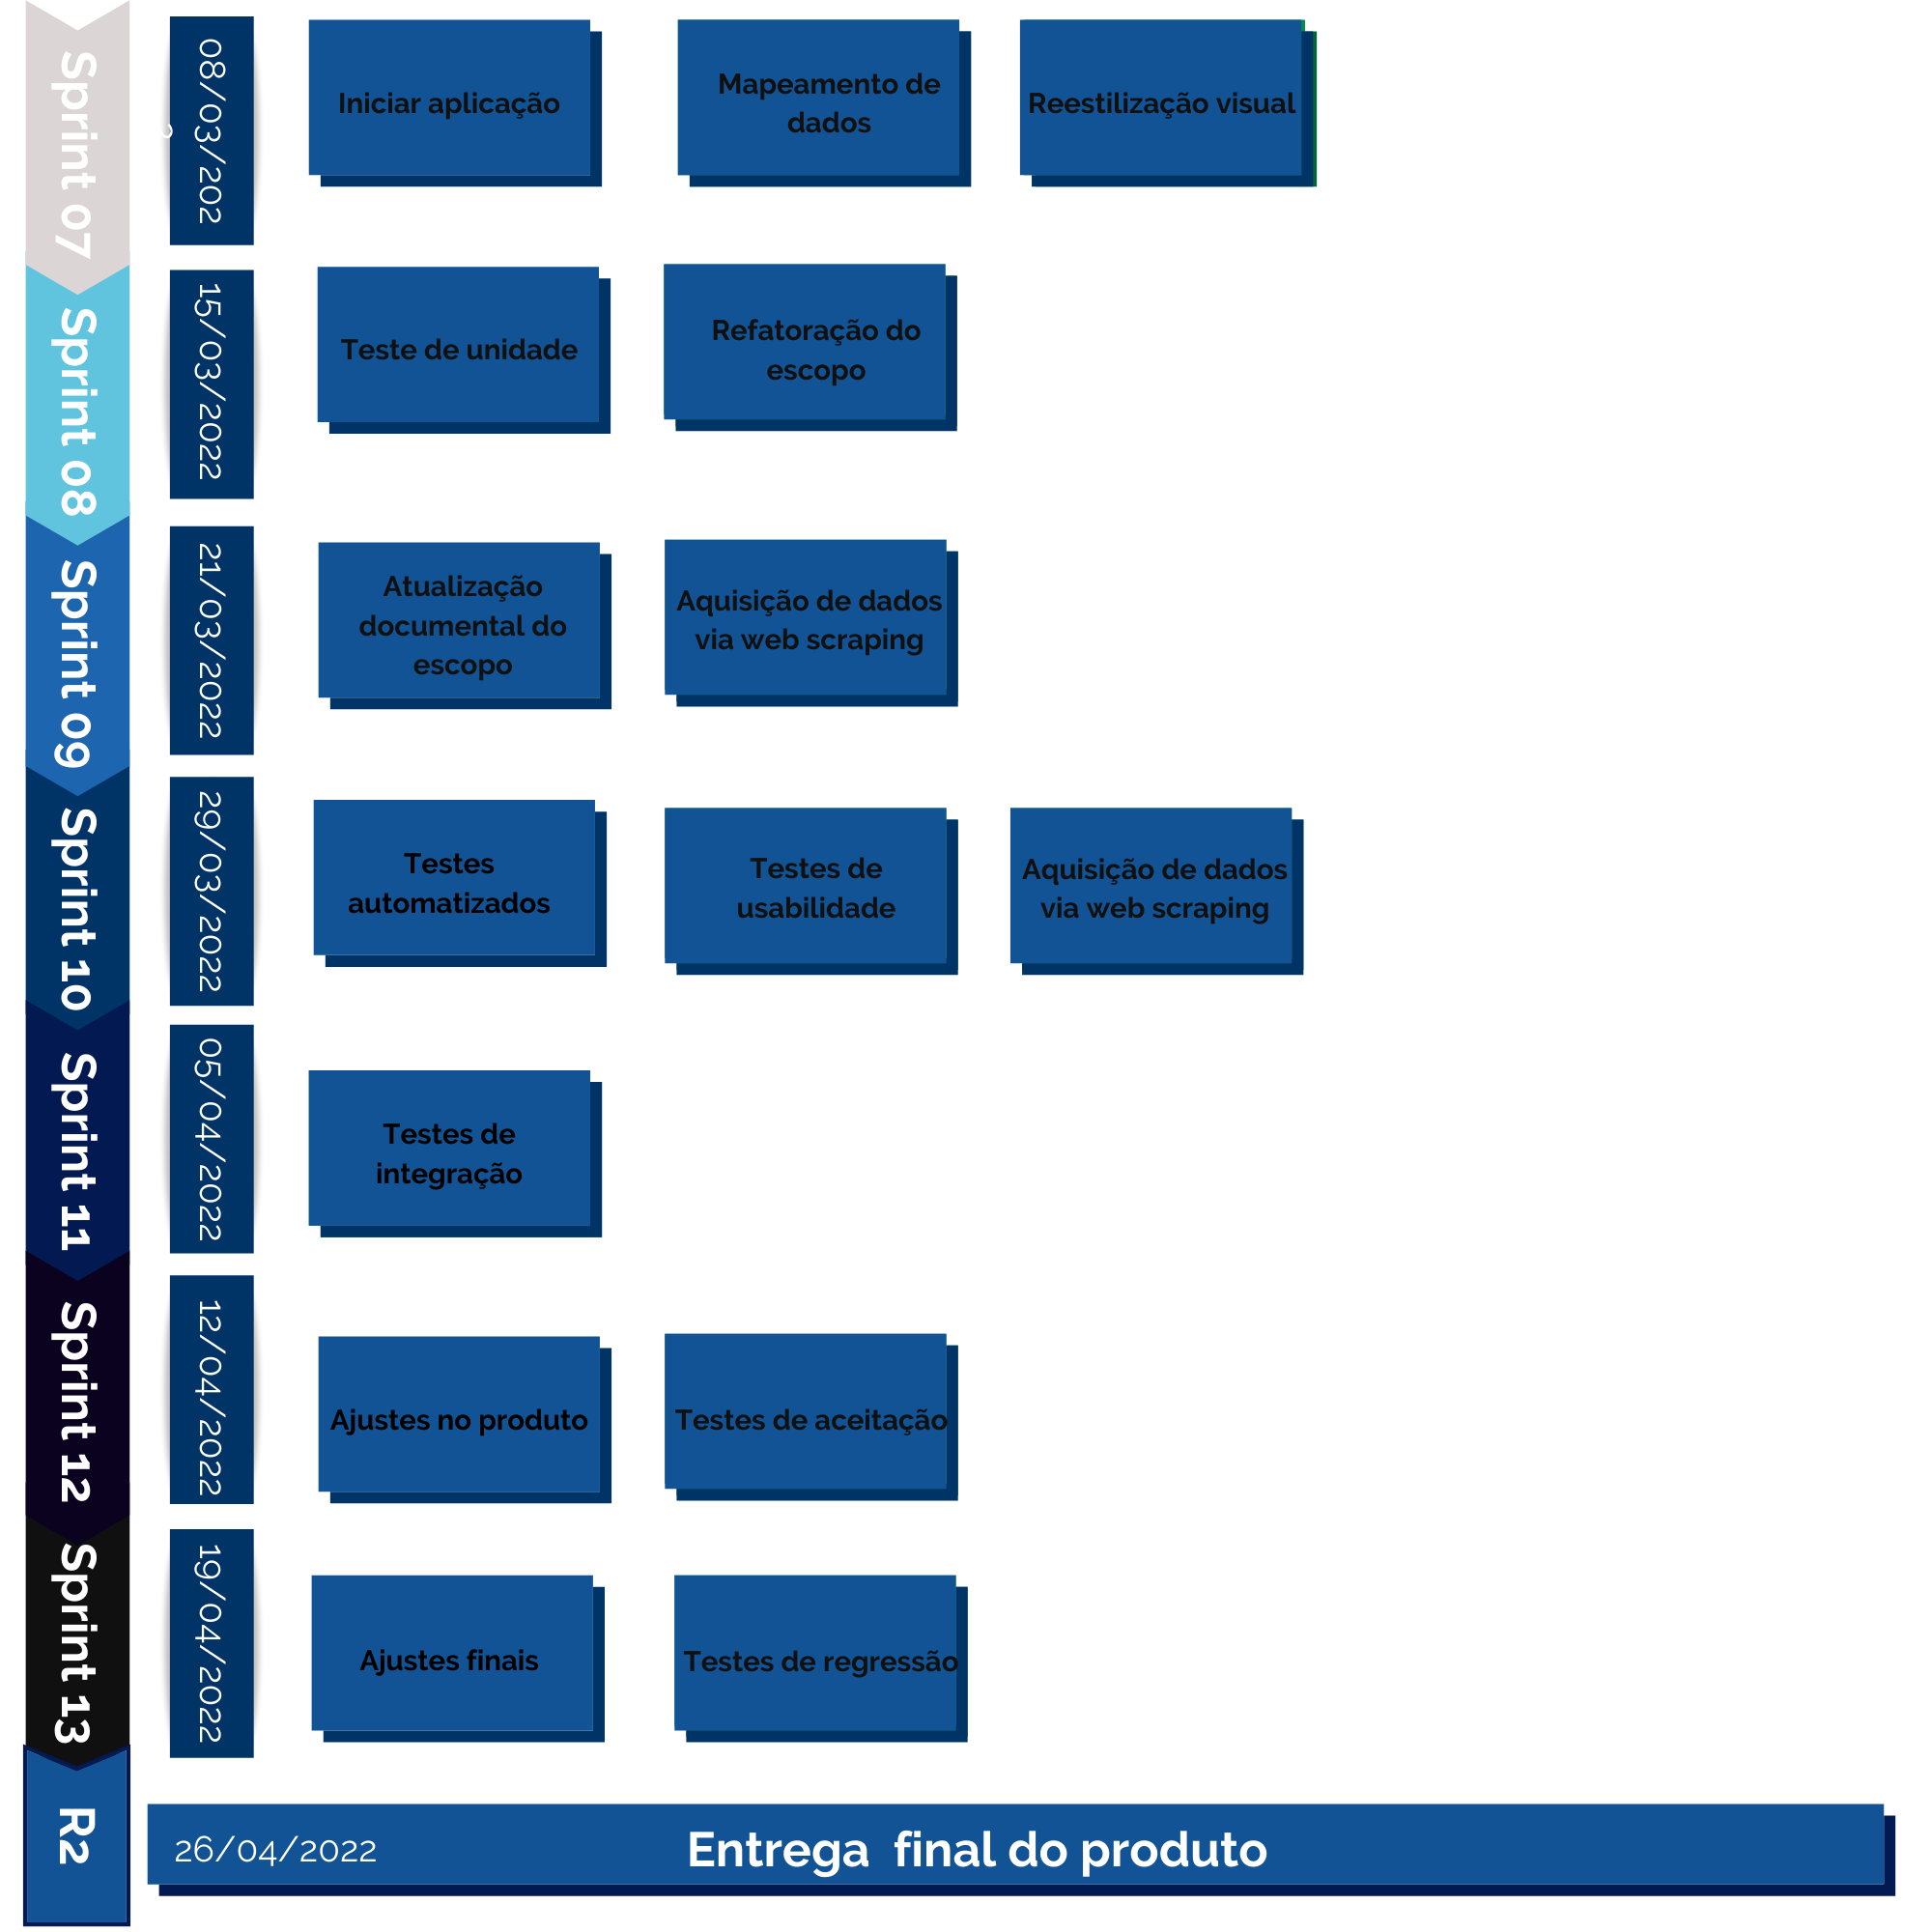 Sprint 07
08/03/202
2
Iniciar aplicação
Mapeamento de
dados
Reestilização visual
Sprint 08
15/03/2022
Teste de unidade
Refatoração do
escopo
Sprint 09
21/03/2022
Atualização
documental do
escopo
Aquisição de dados
via web scraping
Sprint 10
29/03/2022
Testes
automatizados
Testes de
usabilidade
Aquisição de dados
via web scraping
Sprint 11
05/04/2022
Testes de
integração
Sprint 12
12/04/2022
Ajustes no produto
Testes de aceitação
Sprint 13
19/04/2022
Ajustes finais
Testes de regressão
R2
26/04/2022
Entrega final do produto